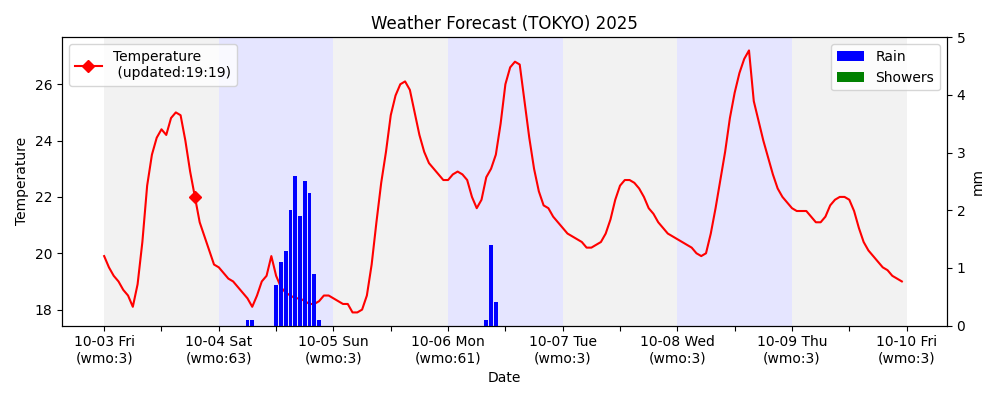 Weather Forecast (TOKYO) 2025
Temperature
(updated:19:19)
Rain
Showers
26
24
22
20
18
Temperature
5
4
3
2
1
0
mm
10-03 Fri
(wmo:3)
10-04 Sat
(wmo:63)
10-05 Sun
(wmo:3)
10-06 Mon
(wmo:61)
10-07 Tue
(wmo:3)
10-08 Wed
(wmo:3)
10-09 Thu
(wmo:3)
10-10 Fri
(wmo:3)
Date